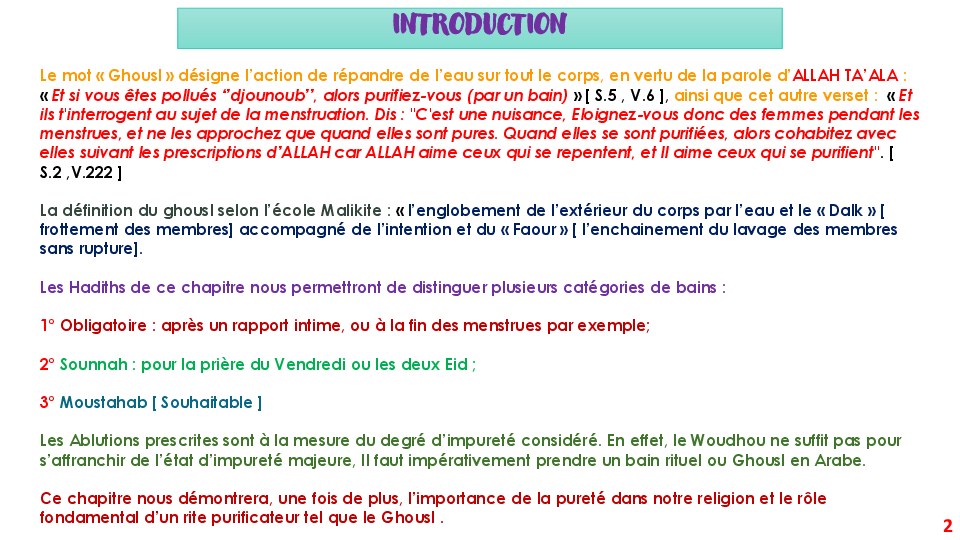 INTRODUCTION
Le mot « Ghousl » désigne l'action de répandre de l'eau sur tout le corps, en vertu de la parole d'ALLAH TA'ALA :
« Et si vous êtes pollués ‘'djounoub'', alors purifiez-vous (par un bain) » [ S.5 , V.6 ], ainsi que cet autre verset : « Et
ils t'interrogent au sujet de la menstruation. Dis : "C'est une nuisance, Eloignez-vous donc des femmes pendant les
menstrues, et ne les approchez que quand elles sont pures. Quand elles se sont purifiées, alors cohabitez avec
elles suivant les prescriptions d'ALLAH car ALLAH aime ceux qui se repentent, et Il aime ceux qui se purifient". [
S.2 ,V.222 ]
La définition du ghousl selon l'école Malikite : « l'englobement de l'extérieur du corps par l'eau et le « Dalk » [
frottement des membres] accompagné de l'intention et du « Faour » [ l'enchainement du lavage des membres
sans rupture].
Les Hadiths de ce chapitre nous permettront de distinguer plusieurs catégories de bains :
1° Obligatoire : après un rapport intime, ou à la fin des menstrues par exemple;
2° Sounnah : pour la prière du Vendredi ou les deux Eid ;
3° Moustahab [ Souhaitable ]
Les Ablutions prescrites sont à la mesure du degré d'impureté considéré. En effet, le Woudhou ne suffit pas pour
s'affranchir de l'état d'impureté majeure, Il faut impérativement prendre un bain rituel ou Ghousl en Arabe.
Ce chapitre nous démontrera, une fois de plus, l'importance de la pureté dans notre religion et le rôle
fondamental d'un rite purificateur tel que le Ghousl .
2